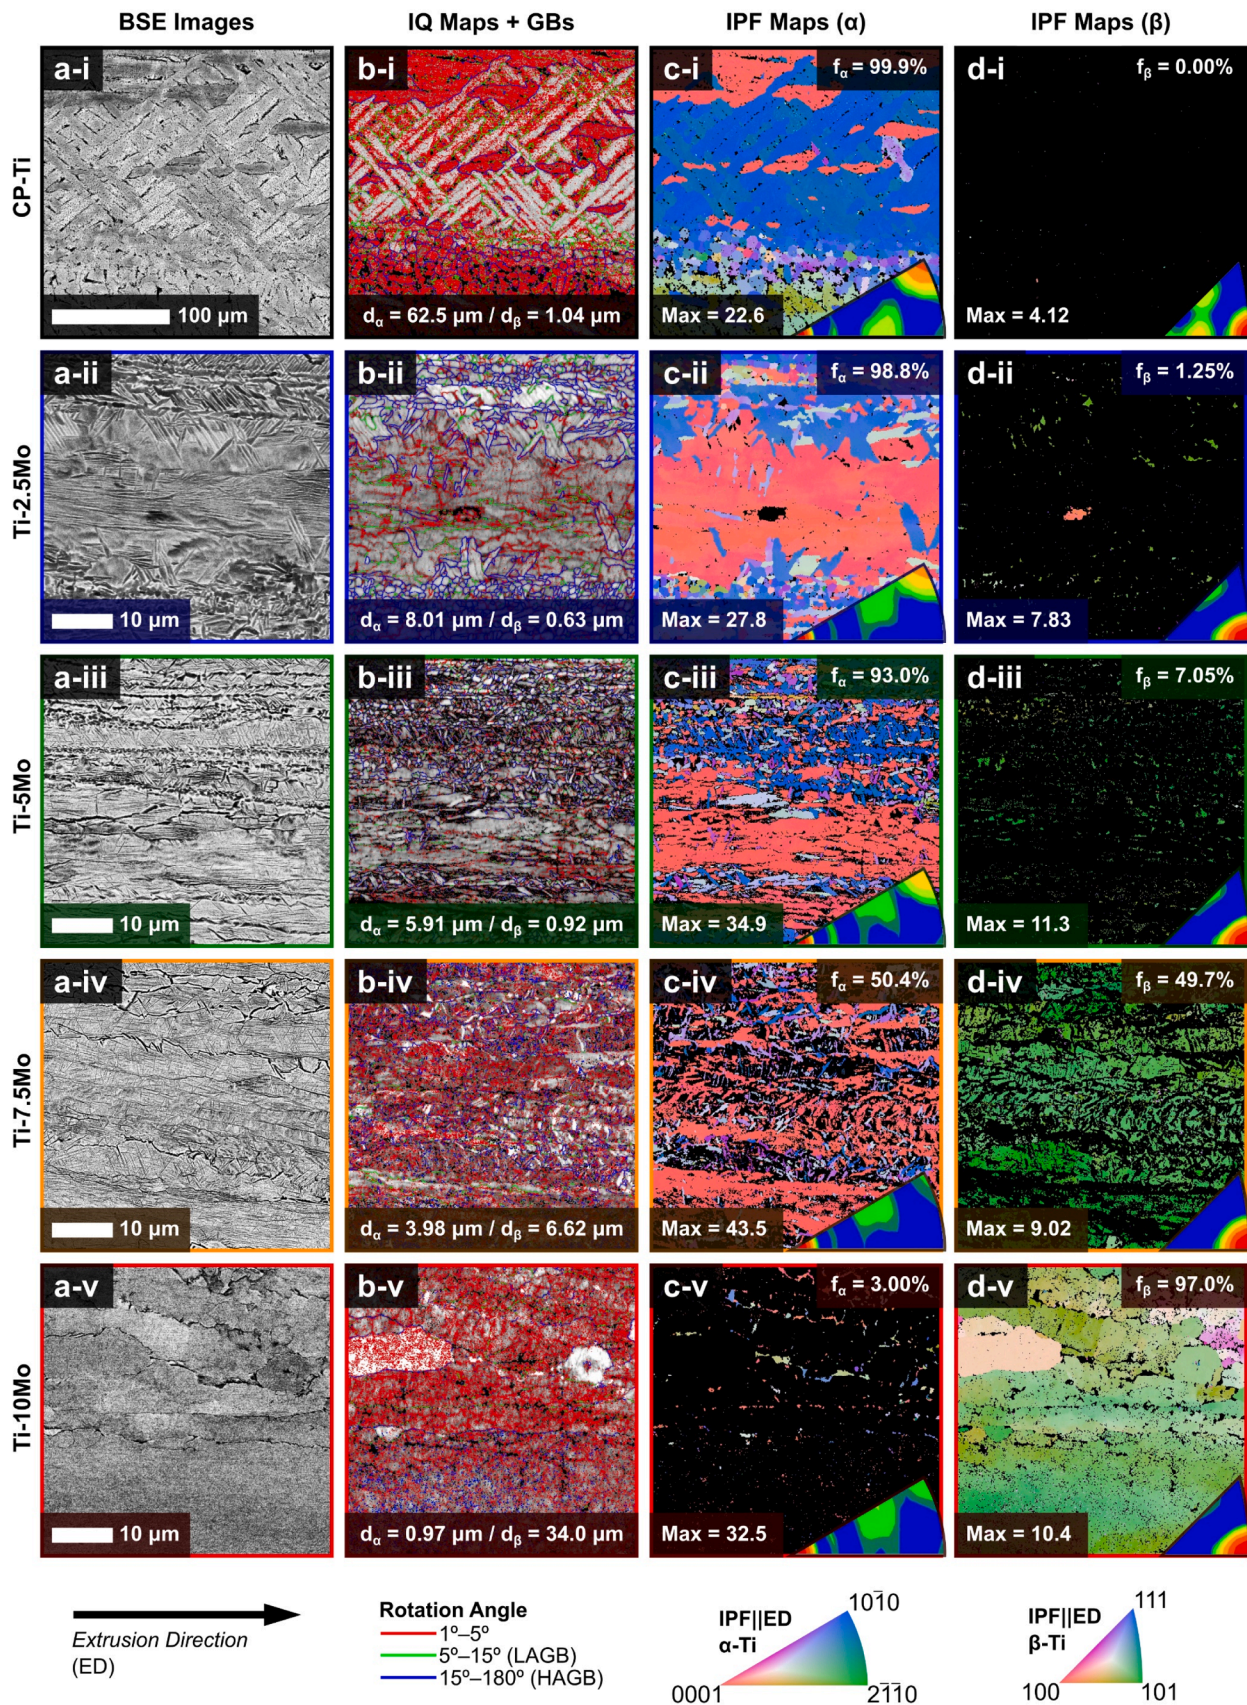 BSE Images IQ Maps + GBs IPF Maps (α) IPF Maps (β)
CP-Ti
a-i b-i c-i fα = 99.9% d-i fβ = 0.00%
100 µm dα = 62.5 µm / dβ = 1.04 µm Max = 22.6 Max = 4.12
Ti-2.5Mo
a-ii b-ii c-ii fα = 98.8% d-ii fβ = 1.25%
10 µm dα = 8.01 µm / dβ = 0.63 µm Max = 27.8 Max = 7.83
Ti-5Mo
a-iii b-iii c-iii fα = 93.0% d-iii fβ = 7.05%
10 µm dα = 5.91 µm / dβ = 0.92 µm Max = 34.9 Max = 11.3
Ti-7.5Mo
a-iv b-iv c-iv fα = 50.4% d-iv fβ = 49.7%
10 µm dα = 3.98 µm / dβ = 6.62 µm Max = 43.5 Max = 9.02
Ti-10Mo
a-v b-v c-v fα = 3.00% d-v fβ = 97.0%
10 µm dα = 0.97 µm / dβ = 34.0 µm Max = 32.5 Max = 10.4
Extrusion Direction
(ED)
Rotation Angle
1º–5º
5º–15º (LAGB)
15º–180º (HAGB)
IPF||ED
α-Ti
101̄0
0001 21̄1̄0
IPF||ED
β-Ti
111
100 101